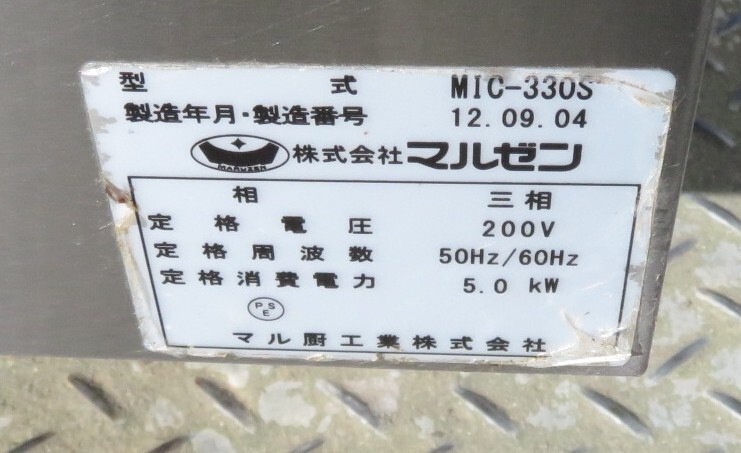 型式 MIC-330S
製造年月・製造番号 12.09.04
MARUZEN 株式会社マルゼン
相 三相
定格電圧 200V
定格周波数 50Hz/60Hz
定格消費電力 5.0 kW
PSE
マル厨工業株式会社